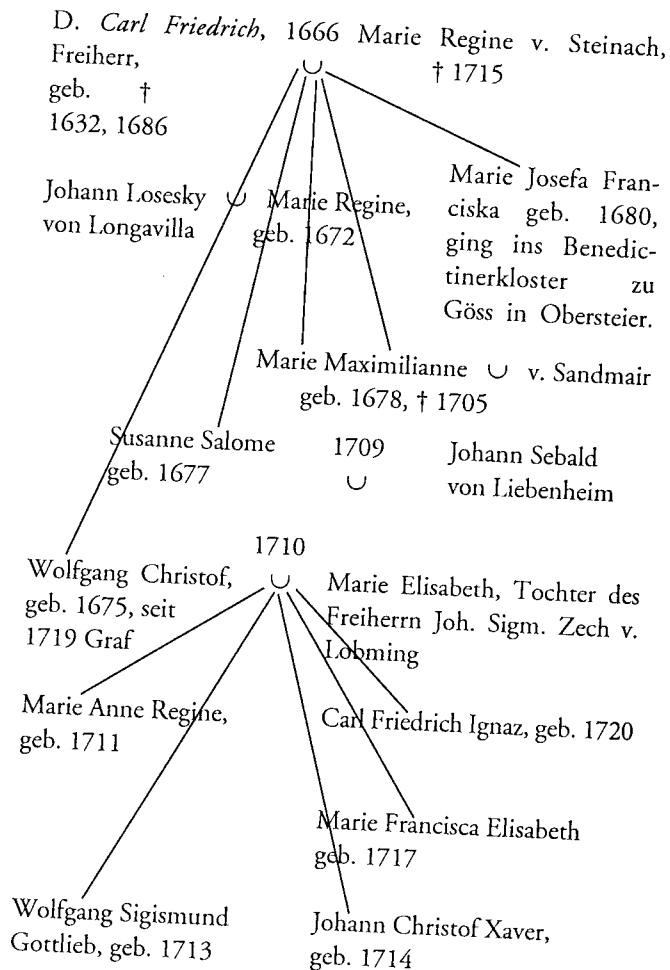 D. Carl Friedrich, 1666 Marie Regine v. Steinach,
Freiherr, ∪ † 1715
geb. †
1632, 1686
Johann Losesky ∪ Marie Regine,
von Longavilla geb. 1672
Marie Josefa Fran-
ciska geb. 1680,
ging ins Benedic-
tinerkloster zu
Göss in Obersteier.
Marie Maximilianne ∪ v. Sandmair
geb. 1678, † 1705
Susanne Salome 1709 Johann Sebald
geb. 1677 ∪ von Liebenheim
1710
Wolfgang Christof, ∪ Marie Elisabeth, Tochter des
geb. 1675, seit Freiherrn Joh. Sigm. Zech v.
1719 Graf Lobming
Marie Anne Regine,
geb. 1711
Carl Friedrich Ignaz, geb. 1720
Marie Francisca Elisabeth
geb. 1717
Wolfgang Sigismund
Gottlieb, geb. 1713
Johann Christof Xaver,
geb. 1714